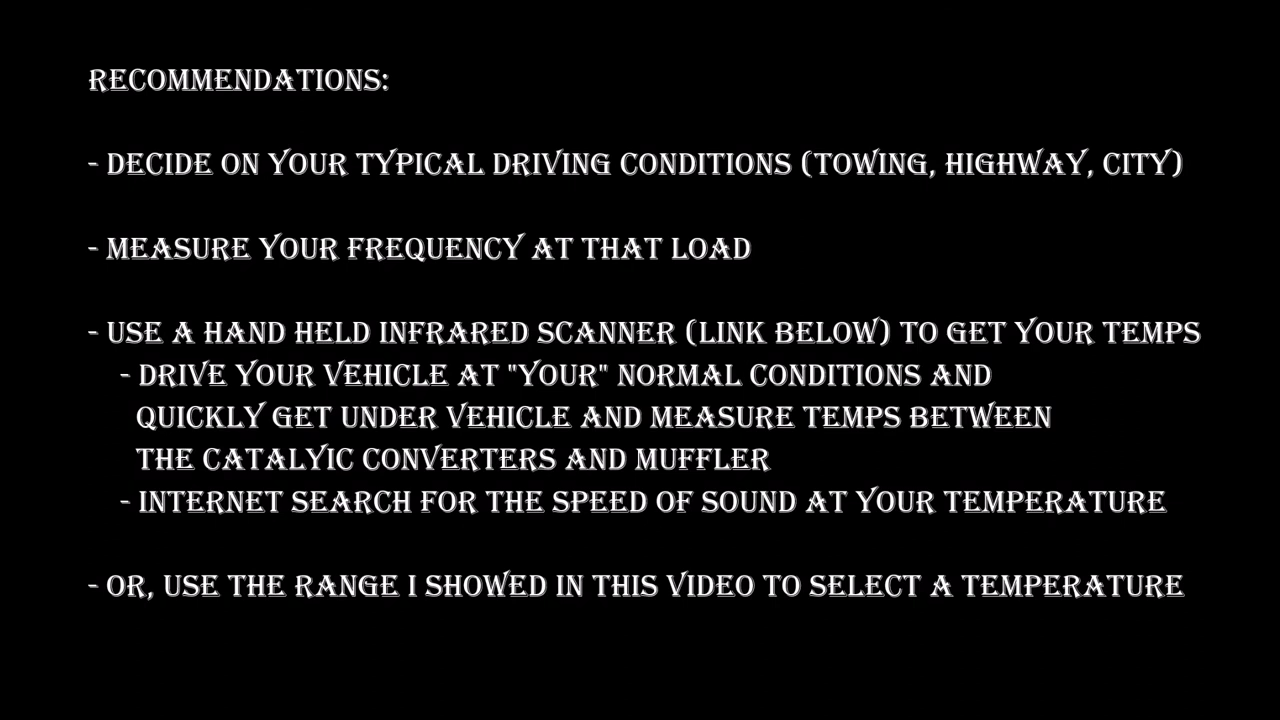 RECOMMENDATIONS:
- DECIDE ON YOUR TYPICAL DRIVING CONDITIONS (TOWING, HIGHWAY, CITY)
- MEASURE YOUR FREQUENCY AT THAT LOAD
- USE A HAND HELD INFRARED SCANNER (LINK BELOW) TO GET YOUR TEMPS
- DRIVE YOUR VEHICLE AT "YOUR" NORMAL CONDITIONS AND
QUICKLY GET UNDER VEHICLE AND MEASURE TEMPS BETWEEN
THE CATALYIC CONVERTERS AND MUFFLER
- INTERNET SEARCH FOR THE SPEED OF SOUND AT YOUR TEMPERATURE
- OR, USE THE RANGE I SHOWED IN THIS VIDEO TO SELECT A TEMPERATURE